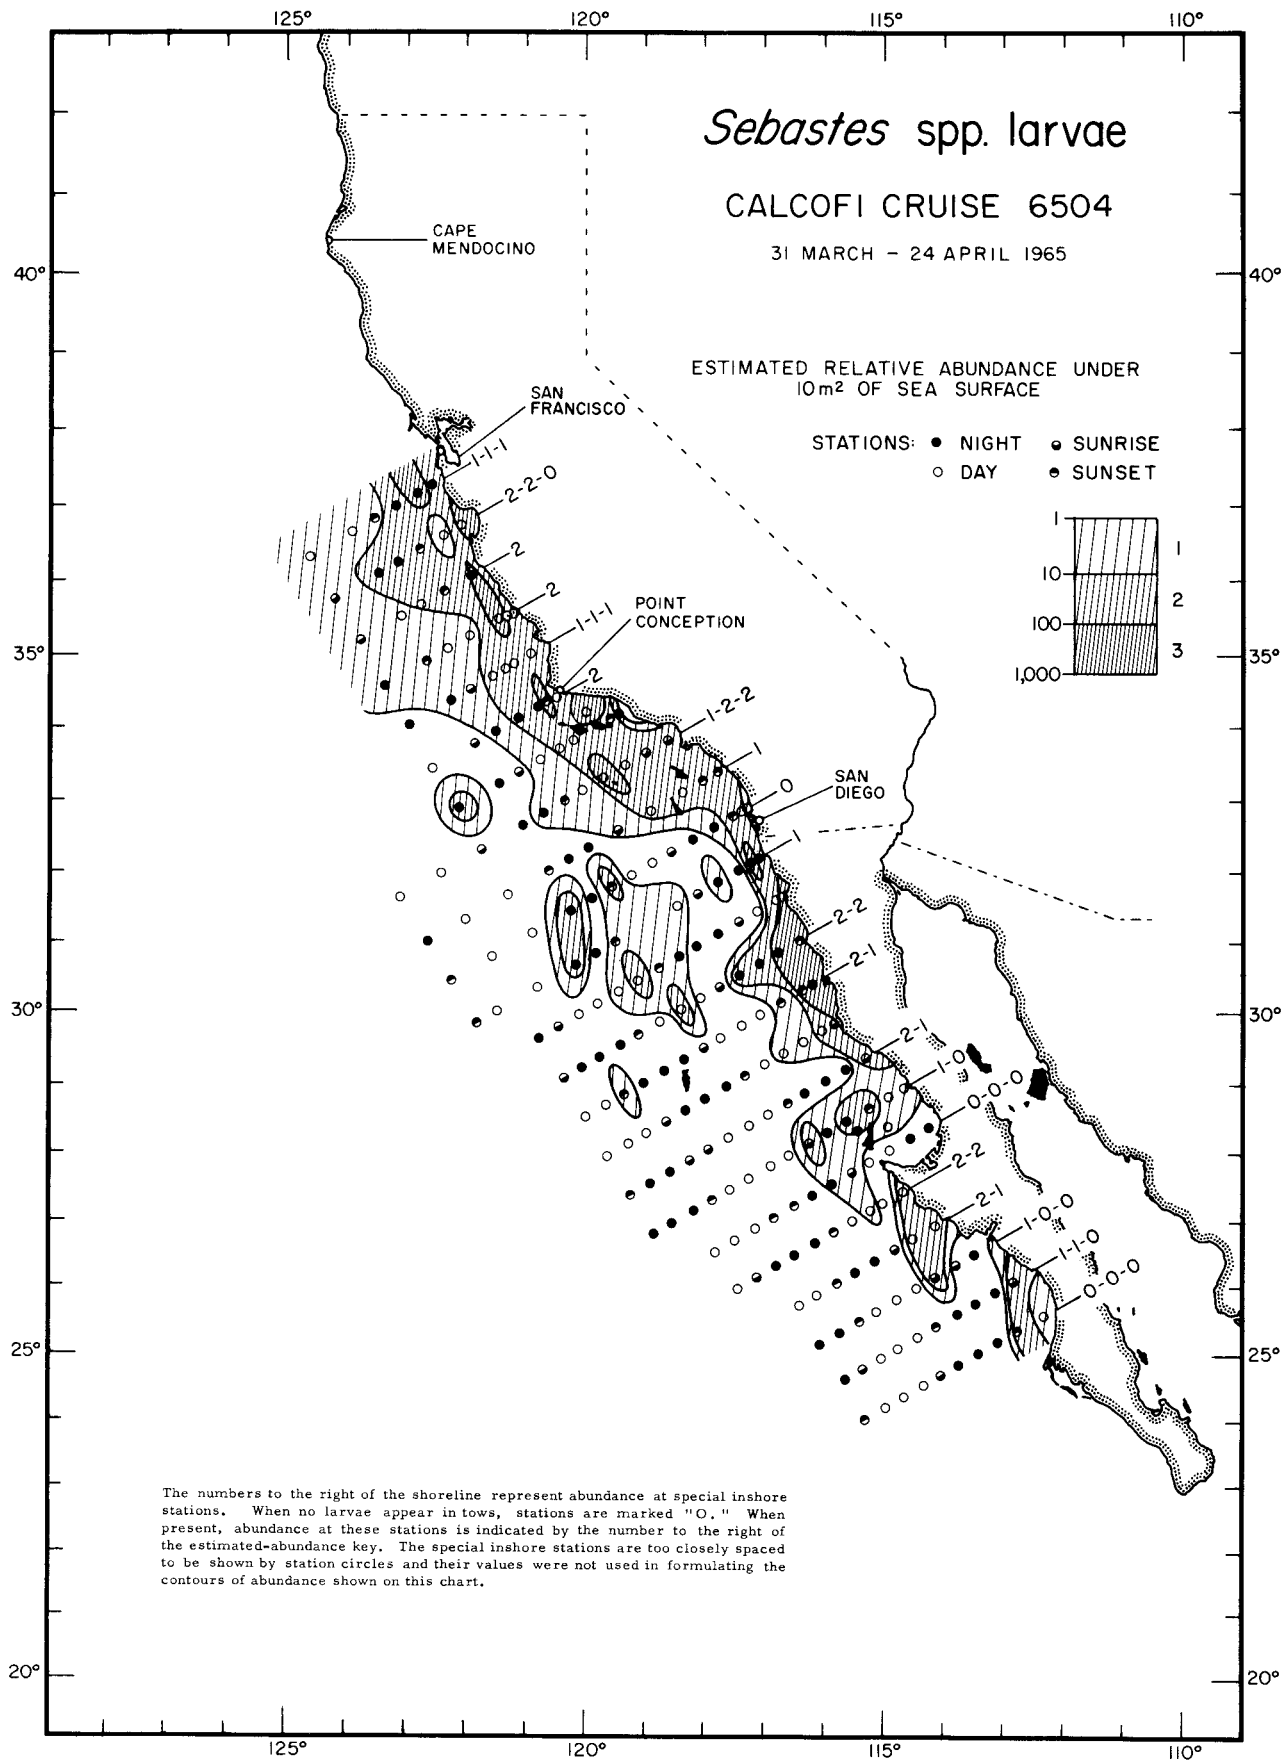 125° 120° 115° 110°
Sebastes spp. larvae
CALCOFI CRUISE 6504
31 MARCH – 24 APRIL 1965
CAPE
MENDOCINO
40° 40°
ESTIMATED RELATIVE ABUNDANCE UNDER
10m² OF SEA SURFACE
SAN
FRANCISCO
STATIONS: ● NIGHT SUNRISE
○ DAY SUNSET
1-1-1
2-2-0
1
10
100
1,000
1
2
3
2
2
POINT
CONCEPTION
1-1-1
35° 35°
2
1-2-2
1
SAN
DIEGO
0
1
2-2
2-1
30° 30°
2-1
1-0
0-0-0
2-2
2-1
1-0-0
1-1-0
0-0-0
25° 25°
The numbers to the right of the shoreline represent abundance at special inshore
stations. When no larvae appear in tows, stations are marked "O." When
present, abundance at these stations is indicated by the number to the right of
the estimated-abundance key. The special inshore stations are too closely spaced
to be shown by station circles and their values were not used in formulating the
contours of abundance shown on this chart.
20° 20°
125° 120° 115° 110°